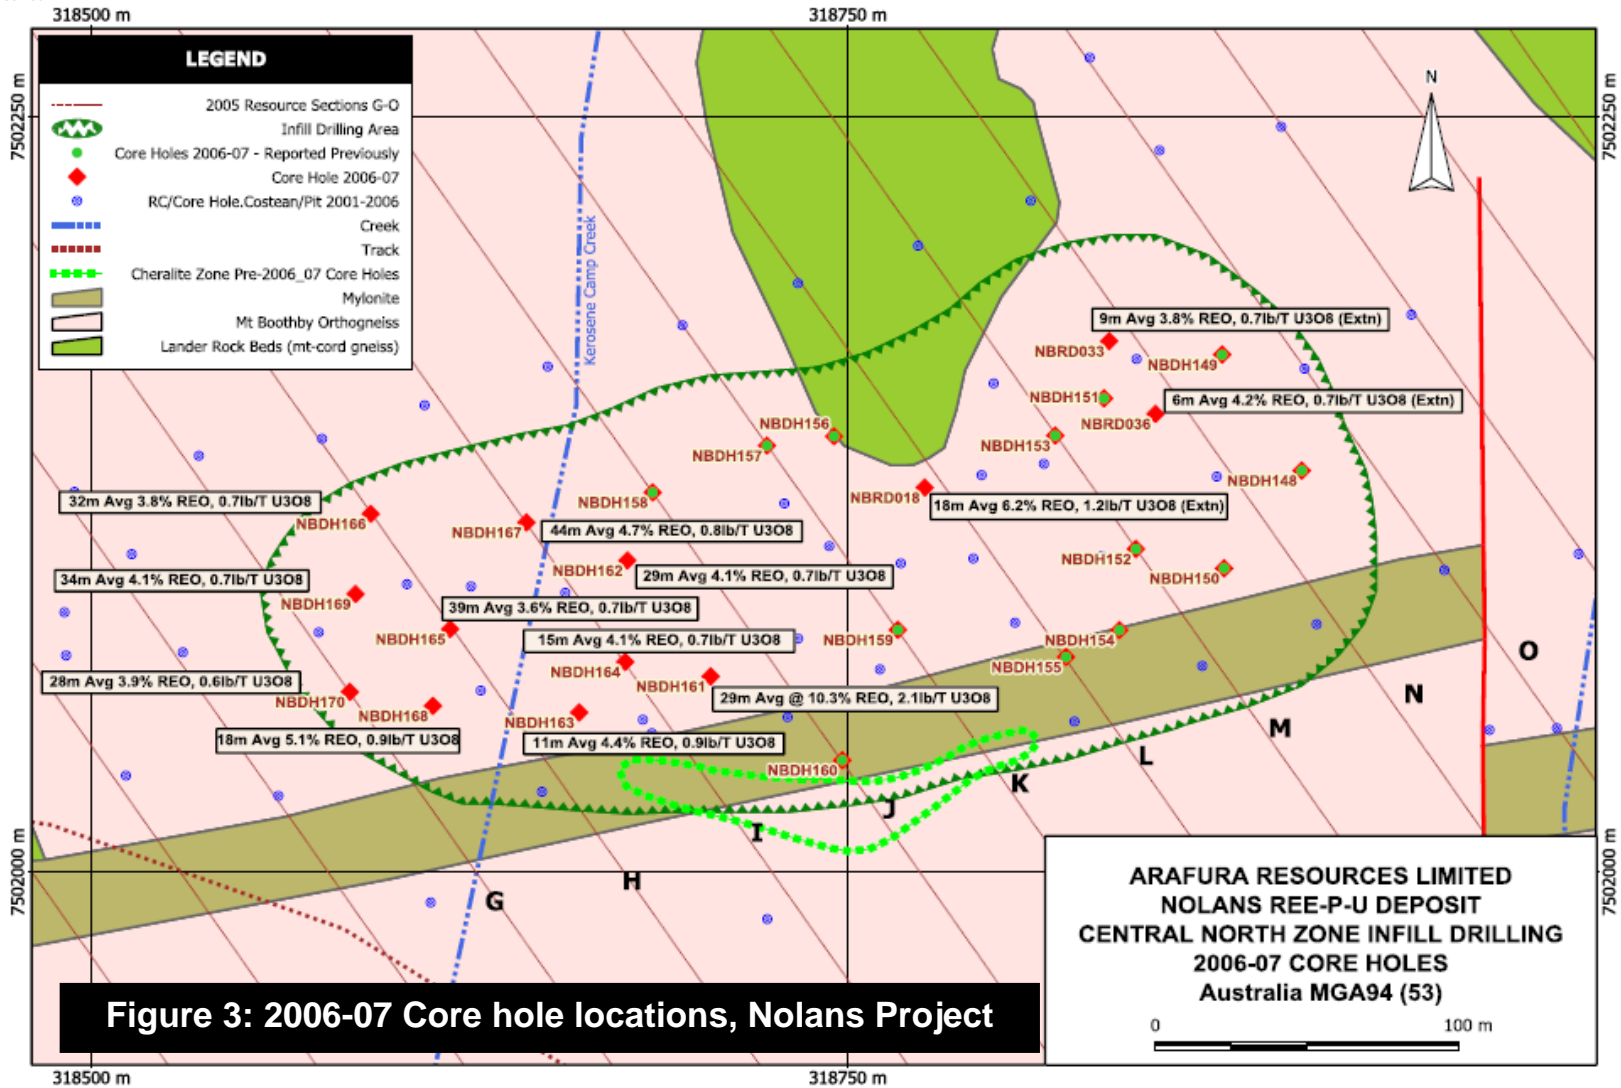 318500 m
318750 m
7502250 m
7502250 m
LEGEND
2005 Resource Sections G-O
Infill Drilling Area
Core Holes 2006-07 - Reported Previously
Core Hole 2006-07
RC/Core Hole.Costean/Pit 2001-2006
Creek
Track
Cheralite Zone Pre-2006_07 Core Holes
Mylonite
Mt Boothby Orthogneiss
Lander Rock Beds (mt-cord gneiss)
Kerosene Camp Creek
N
9m Avg 3.8% REO, 0.7lb/T U3O8 (Extn)
NBRD033
NBDH149
NBDH151
6m Avg 4.2% REO, 0.7lb/T U3O8 (Extn)
NBRD036
NBDH156
NBDH153
NBDH157
NBDH148
NBDH158
NBRD018
18m Avg 6.2% REO, 1.2lb/T U3O8 (Extn)
32m Avg 3.8% REO, 0.7lb/T U3O8
NBDH166
NBDH167
44m Avg 4.7% REO, 0.8lb/T U3O8
NBDH152
NBDH162
29m Avg 4.1% REO, 0.7lb/T U3O8
NBDH150
34m Avg 4.1% REO, 0.7lb/T U3O8
NBDH169
39m Avg 3.6% REO, 0.7lb/T U3O8
NBDH165
15m Avg 4.1% REO, 0.7lb/T U3O8
NBDH159
NBDH154
NBDH155
NBDH164
NBDH161
28m Avg 3.9% REO, 0.6lb/T U3O8
NBDH170
NBDH168
29m Avg @ 10.3% REO, 2.1lb/T U3O8
NBDH163
18m Avg 5.1% REO, 0.9lb/T U3O8
11m Avg 4.4% REO, 0.9lb/T U3O8
NBDH160
O
N
M
L
K
J
I
H
G
7502000 m
7502000 m
ARAFURA RESOURCES LIMITED
NOLANS REE-P-U DEPOSIT
CENTRAL NORTH ZONE INFILL DRILLING
2006-07 CORE HOLES
Australia MGA94 (53)
0
100 m
Figure 3: 2006-07 Core hole locations, Nolans Project
318500 m
318750 m